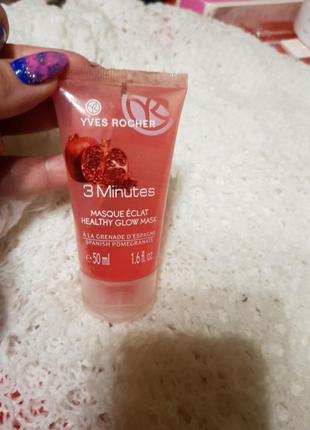 YVES ROCHER
3 Minutes
MASQUE ÉCLAT
HEALTHY GLOW MASK
À LA GRENADE D'ESPAGNE
SPANISH POMEGRANATE
e 50 ml 1.6 fl. oz